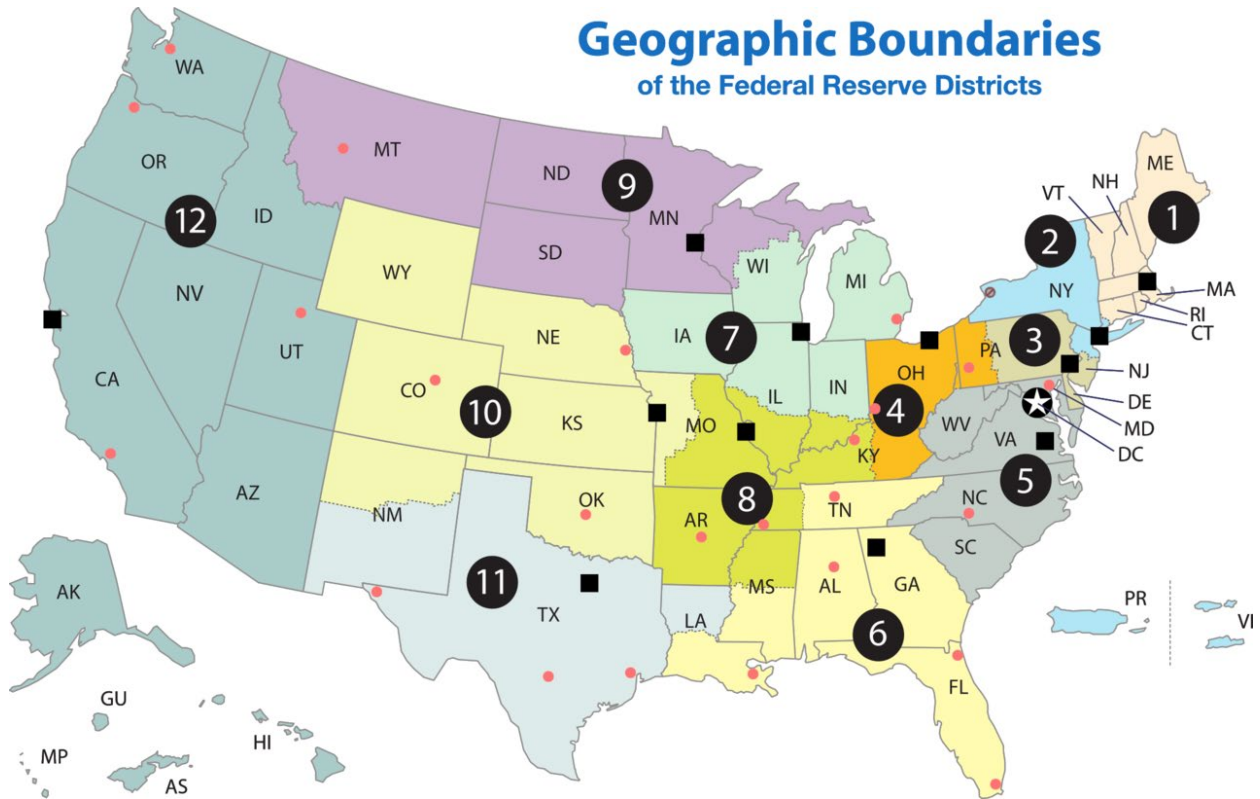 Geographic Boundaries
of the Federal Reserve Districts
WA
OR
MT
ND
9
MN
ME
VT
NH
1
12
ID
2
WY
SD
WI
MI
NY
MA
RI
CT
NV
UT
NE
IA
7
PA
3
NJ
CA
CO
10
KS
MO
IL
IN
OH
4
KY
WV
VA
DE
MD
DC
5
AZ
NM
OK
AR
8
TN
NC
SC
11
TX
LA
MS
AL
GA
6
FL
PR
VI
AK
GU
MP
AS
HI